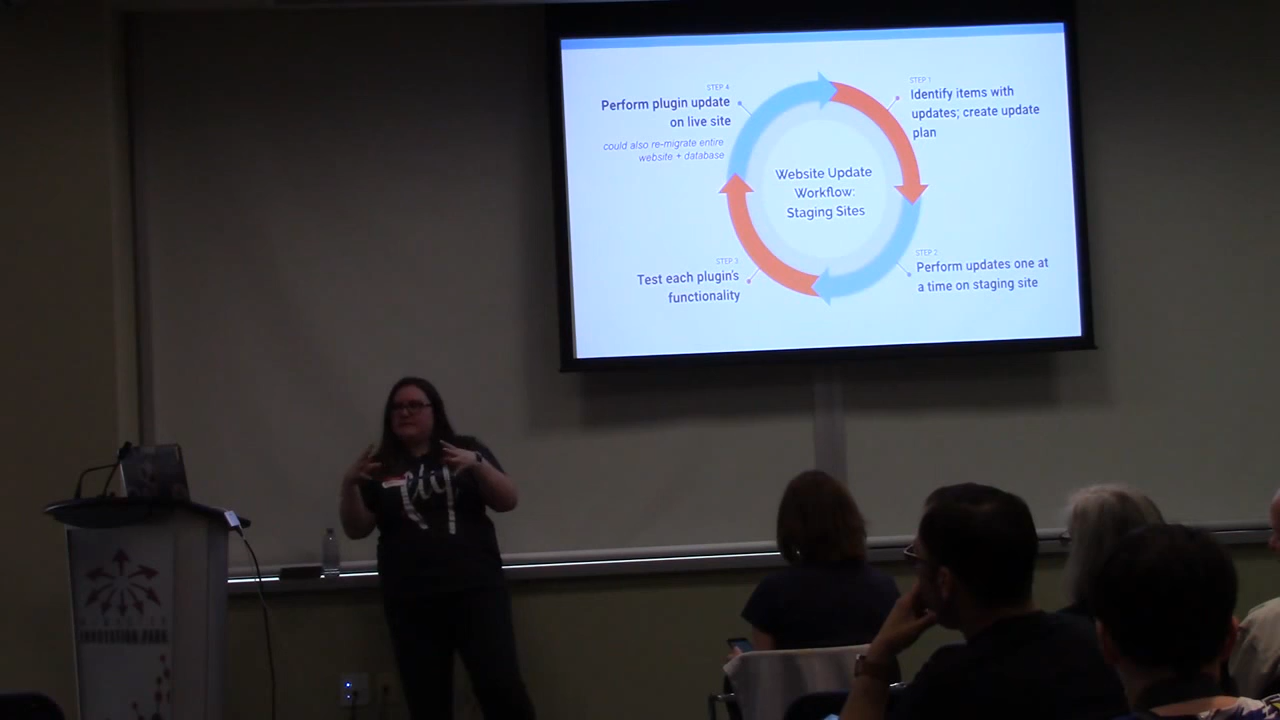 STEP 1
Identify items with
updates; create update
plan
STEP 2
Perform updates one at
a time on staging site
STEP 3
Test each plugin's
functionality
STEP 4
Perform plugin update
on live site
could also re-migrate entire
website + database
Website Update
Workflow:
Staging Sites
INNOVATION PARK